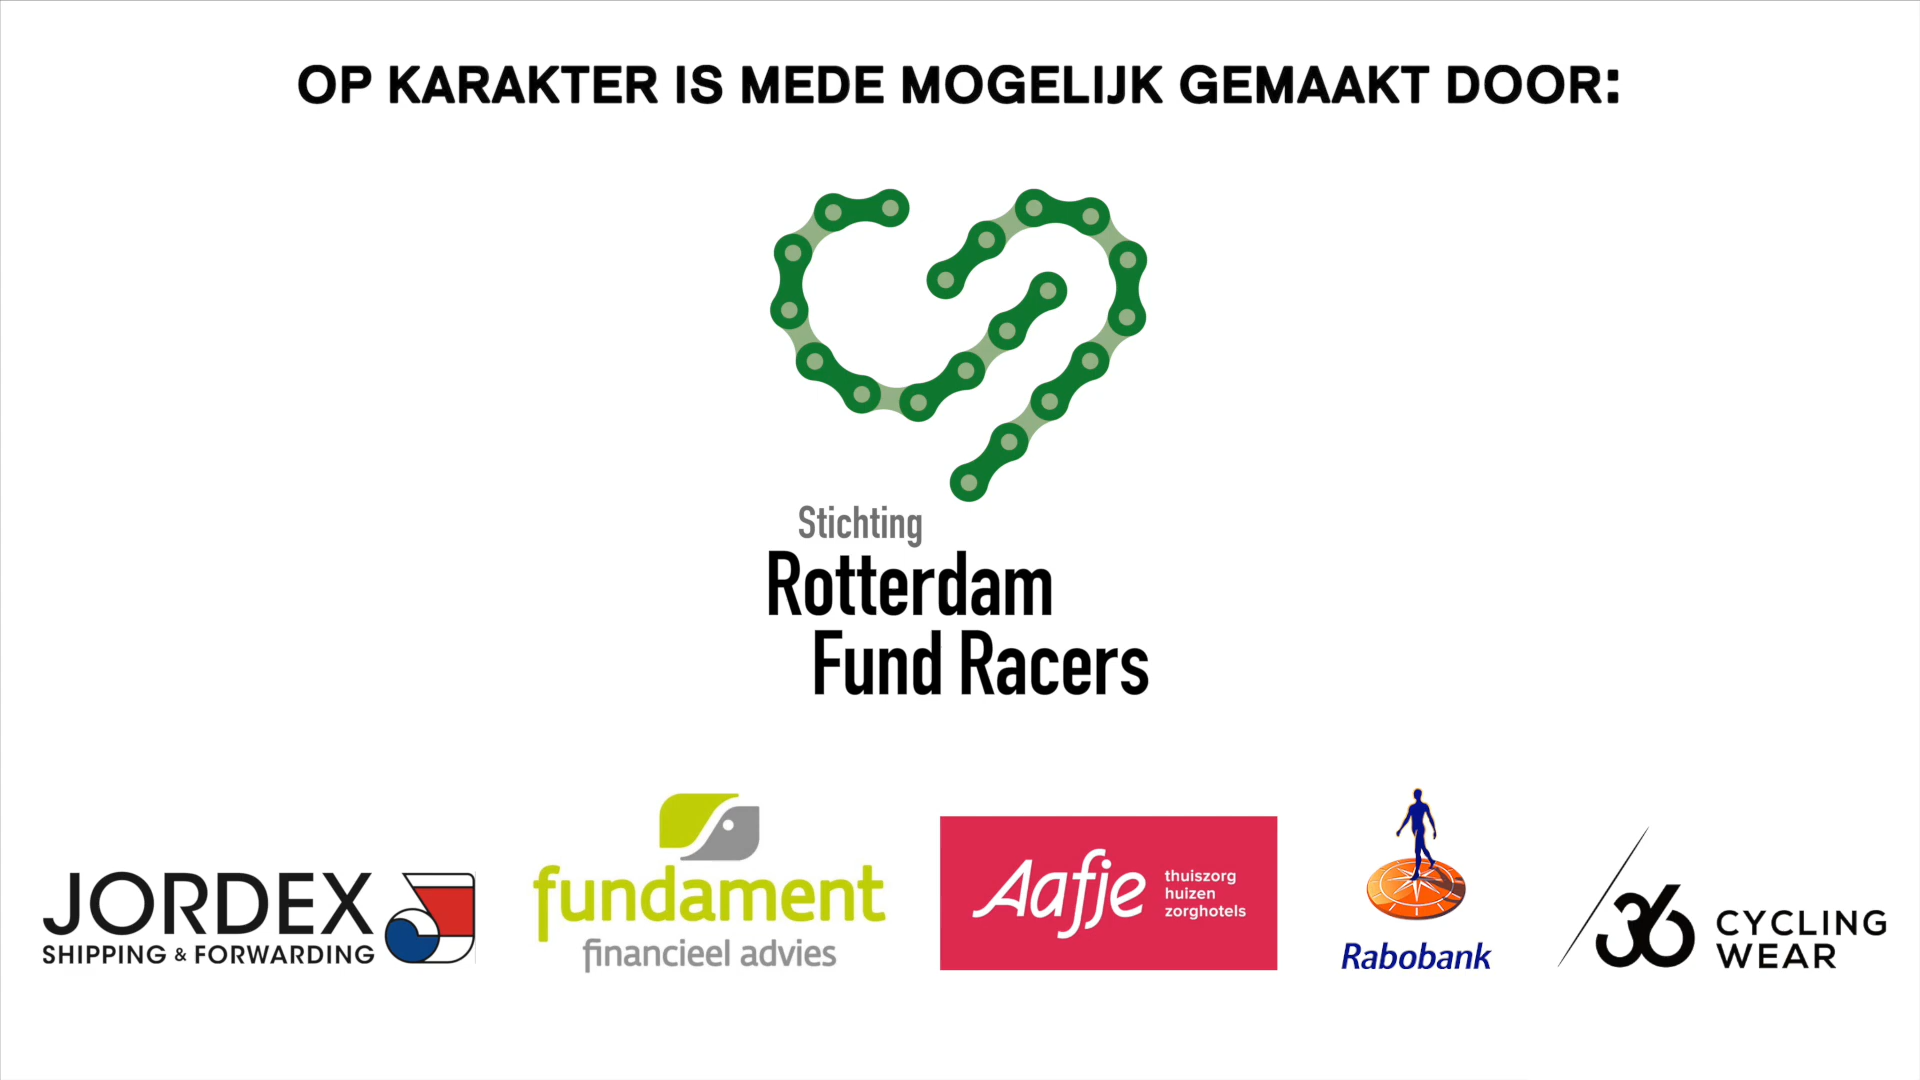 OP KARAKTER IS MEDE MOGELIJK GEMAAKT DOOR:
Stichting
Rotterdam
Fund Racers
JORDEX
SHIPPING & FORWARDING
fundament
financieel advies
Aafje
thuiszorg
huizen
zorghotels
Rabobank
36
CYCLING
WEAR